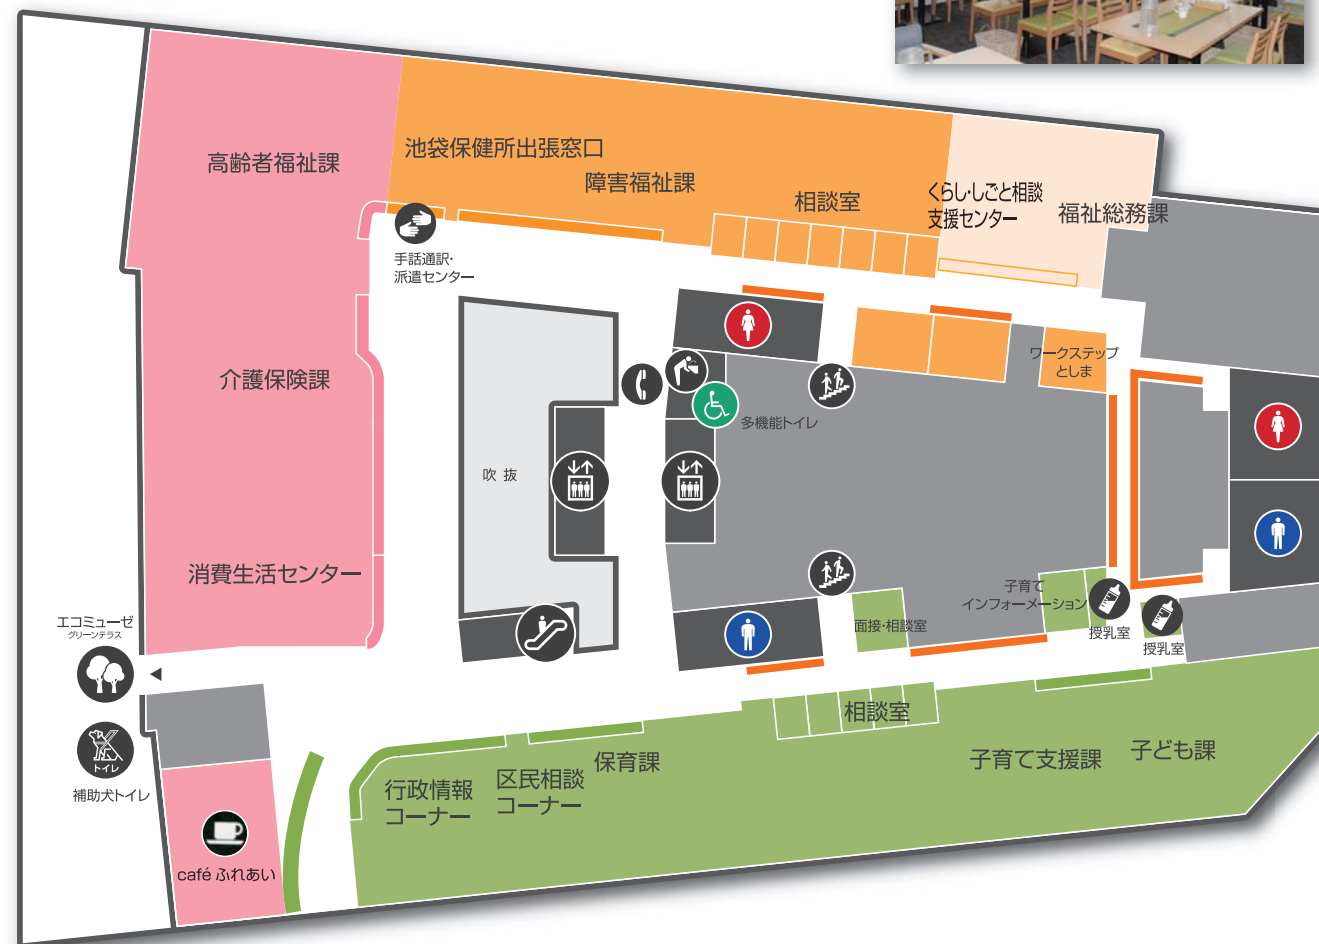 高齢者福祉課
池袋保健所出張窓口
障害福祉課
相談室
くらし・しごと相談
支援センター
福祉総務課
手話通訳・
派遣センター
介護保険課
ワークステップ
としま
多機能トイレ
吹抜
消費生活センター
子育て
インフォメーション
面接・相談室
授乳室
授乳室
エコミューゼ
グリーンテラス
トイレ
補助犬トイレ
café ふれあい
行政情報
コーナー
区民相談
コーナー
保育課
相談室
子育て支援課
子ども課